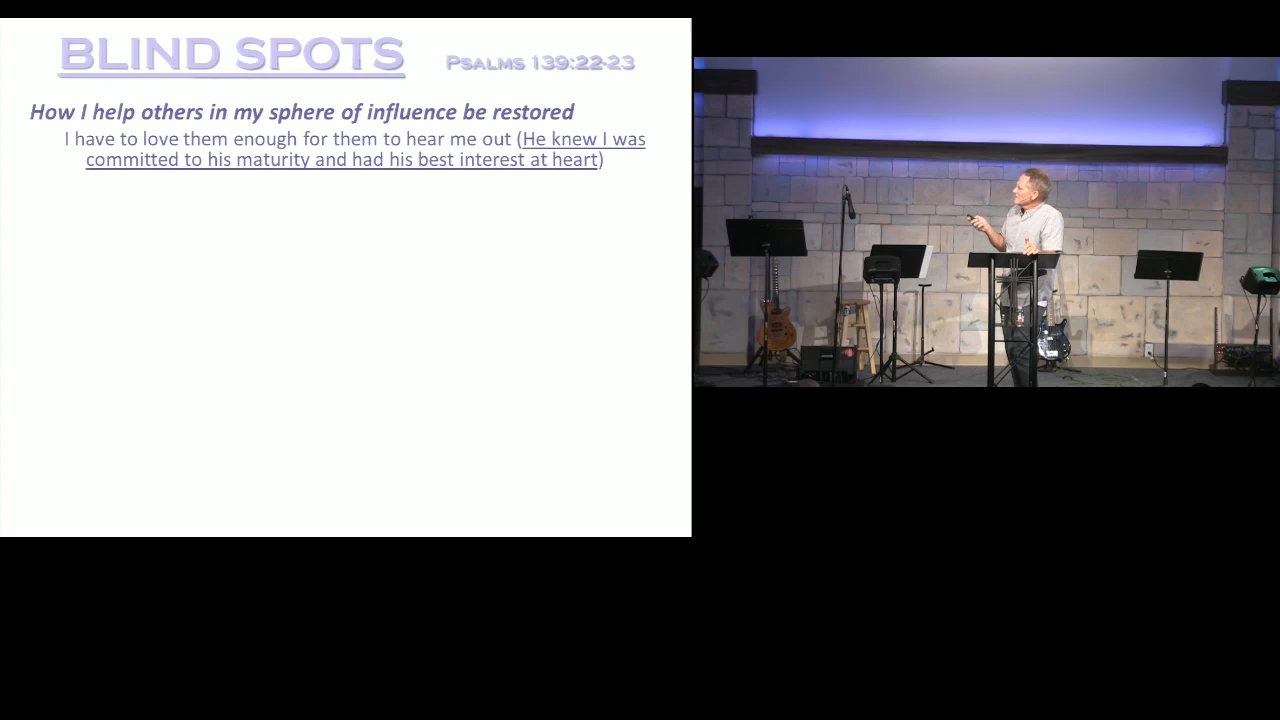 BLIND SPOTS Psalms 139:22-23
How I help others in my sphere of influence be restored
I have to love them enough for them to hear me out (He knew I was
committed to his maturity and had his best interest at heart)